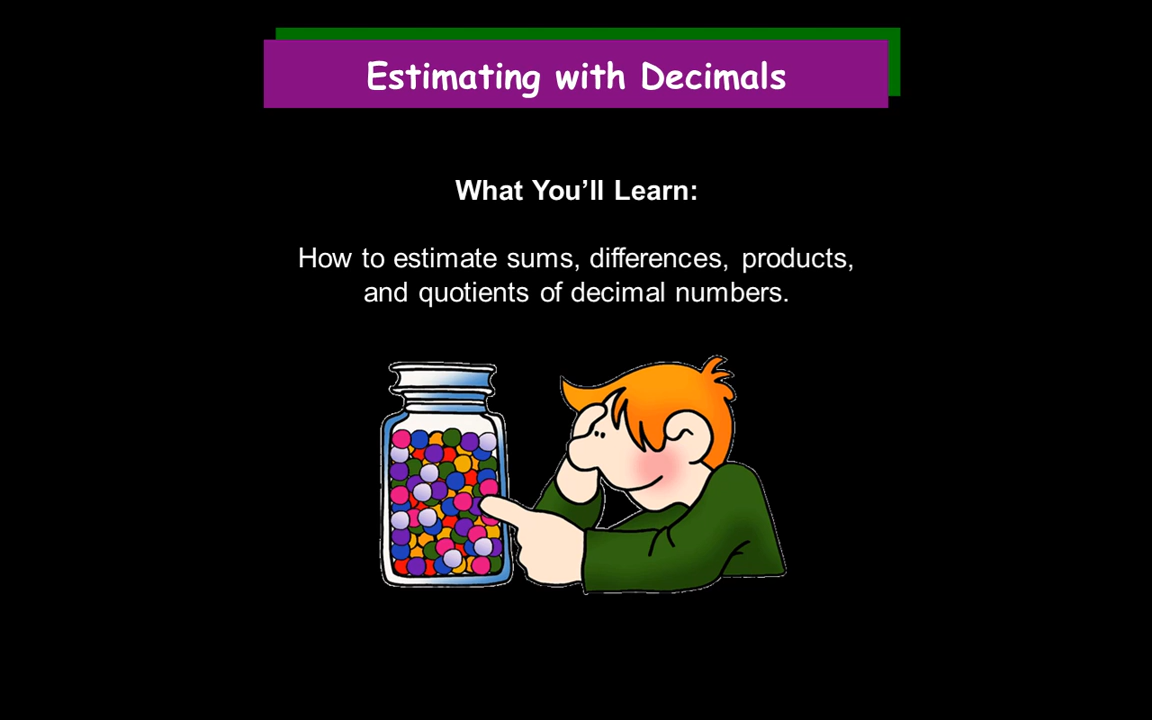 Estimating with Decimals
What You’ll Learn:
How to estimate sums, differences, products,
and quotients of decimal numbers.